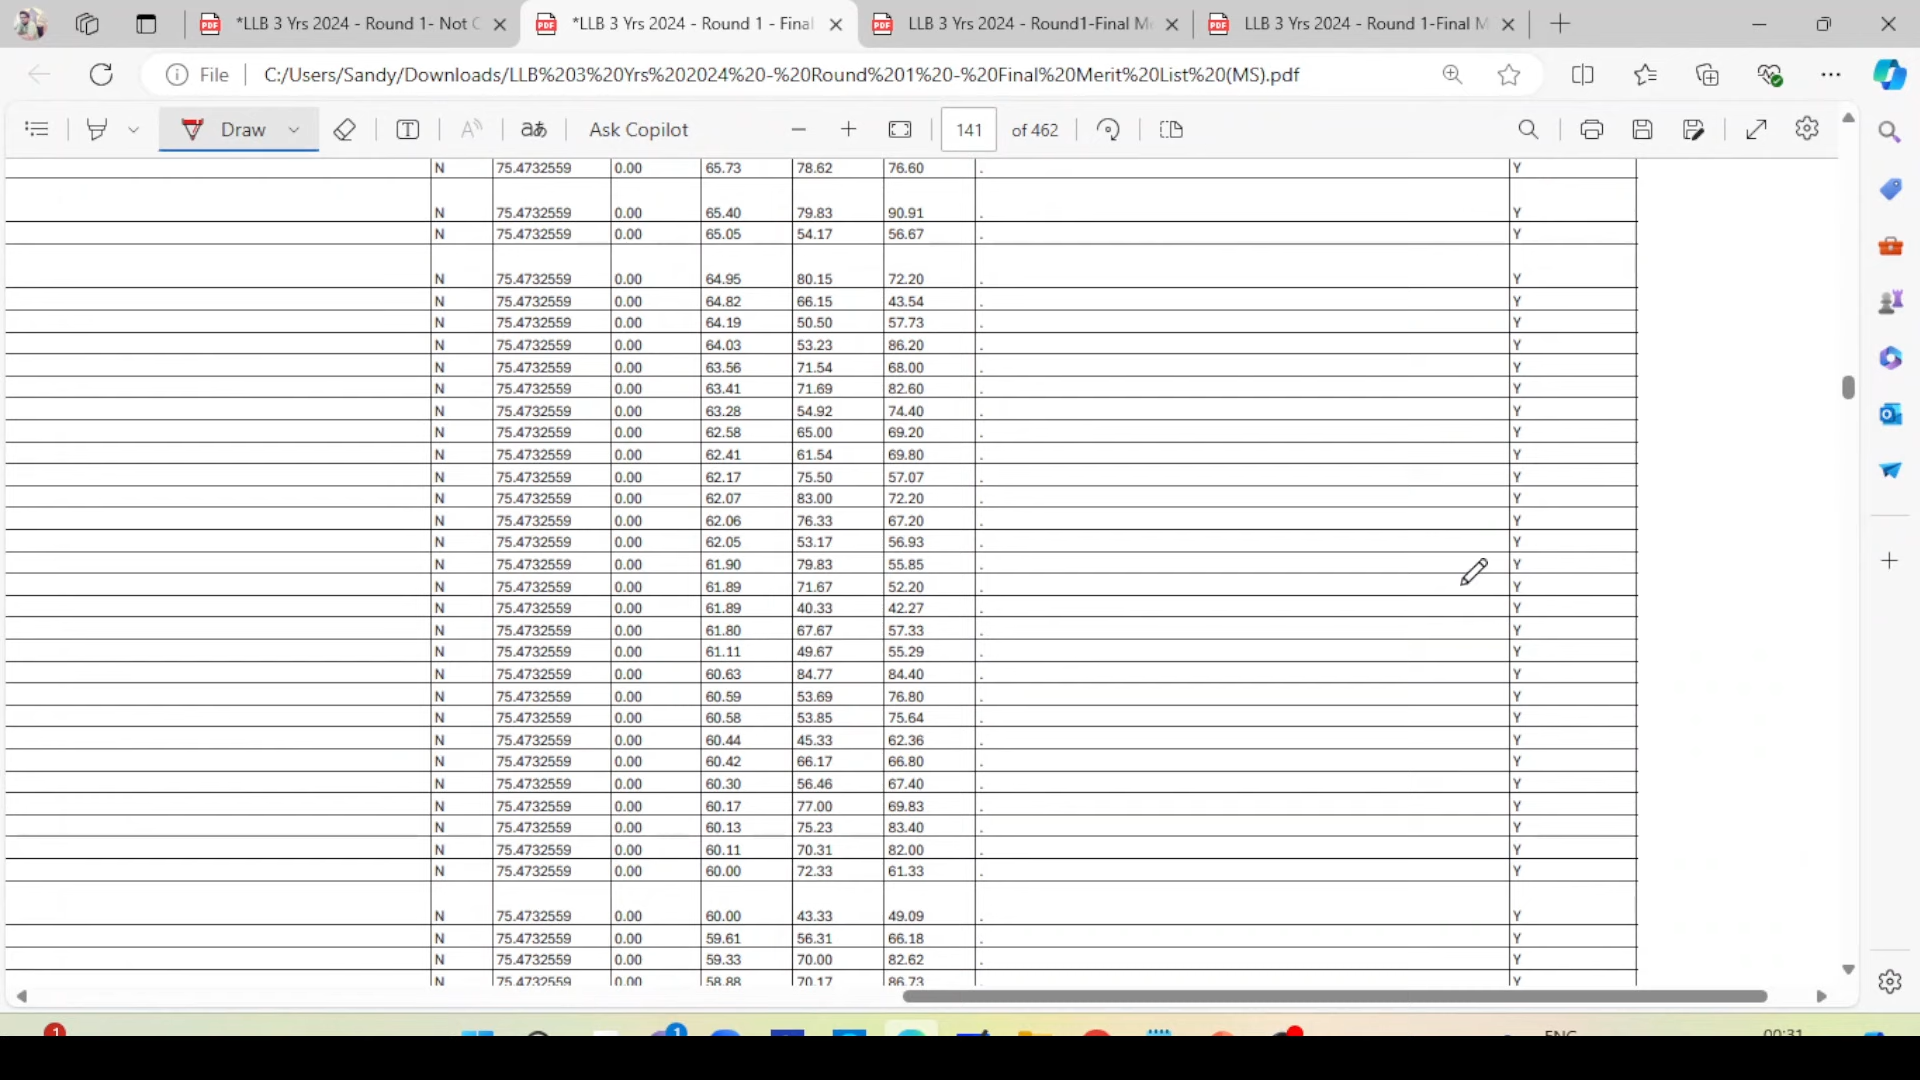 *LLB 3 Yrs 2024 - Round 1- Not C
*LLB 3 Yrs 2024 - Round 1 - Final
LLB 3 Yrs 2024 - Round1-Final Me
LLB 3 Yrs 2024 - Round 1-Final M
File C:/Users/Sandy/Downloads/LLB%203%20Yrs%202024%20-%20Round%201%20-%20Final%20Merit%20List%20(MS).pdf
Draw Ask Copilot 141 of 462
N 75.4732559 0.00 65.73 78.62 76.60 . Y
N 75.4732559 0.00 65.40 79.83 90.91 . Y
N 75.4732559 0.00 65.05 54.17 56.67 . Y
N 75.4732559 0.00 64.95 80.15 72.20 . Y
N 75.4732559 0.00 64.82 66.15 43.54 . Y
N 75.4732559 0.00 64.19 50.50 57.73 . Y
N 75.4732559 0.00 64.03 53.23 86.20 . Y
N 75.4732559 0.00 63.56 71.54 68.00 . Y
N 75.4732559 0.00 63.41 71.69 82.60 . Y
N 75.4732559 0.00 63.28 54.92 74.40 . Y
N 75.4732559 0.00 62.58 65.00 69.20 . Y
N 75.4732559 0.00 62.41 61.54 69.80 . Y
N 75.4732559 0.00 62.17 75.50 57.07 . Y
N 75.4732559 0.00 62.07 83.00 72.20 . Y
N 75.4732559 0.00 62.06 76.33 67.20 . Y
N 75.4732559 0.00 62.05 53.17 56.93 . Y
N 75.4732559 0.00 61.90 79.83 55.85 . Y
N 75.4732559 0.00 61.89 71.67 52.20 . Y
N 75.4732559 0.00 61.89 40.33 42.27 . Y
N 75.4732559 0.00 61.80 67.67 57.33 . Y
N 75.4732559 0.00 61.11 49.67 55.29 . Y
N 75.4732559 0.00 60.63 84.77 84.40 . Y
N 75.4732559 0.00 60.59 53.69 76.80 . Y
N 75.4732559 0.00 60.58 53.85 75.64 . Y
N 75.4732559 0.00 60.44 45.33 62.36 . Y
N 75.4732559 0.00 60.42 66.17 66.80 . Y
N 75.4732559 0.00 60.30 56.46 67.40 . Y
N 75.4732559 0.00 60.17 77.00 69.83 . Y
N 75.4732559 0.00 60.13 75.23 83.40 . Y
N 75.4732559 0.00 60.11 70.31 82.00 . Y
N 75.4732559 0.00 60.00 72.33 61.33 . Y
N 75.4732559 0.00 60.00 43.33 49.09 . Y
N 75.4732559 0.00 59.61 56.31 66.18 . Y
N 75.4732559 0.00 59.33 70.00 82.62 . Y
N 75.4732559 0.00 58.88 70.17 86.73 . Y
1 1 ENG 00:31